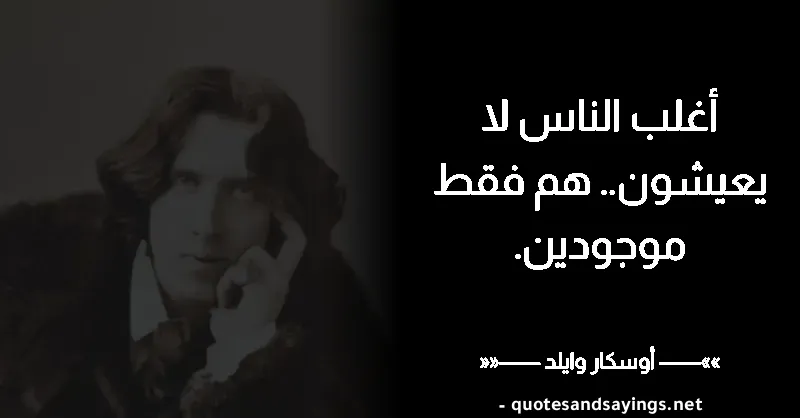 أغلب الناس لا
يعيشون.. هم فقط
موجودين.
»»—— أوسكار وايلد ——««
- quotesandsayings.net